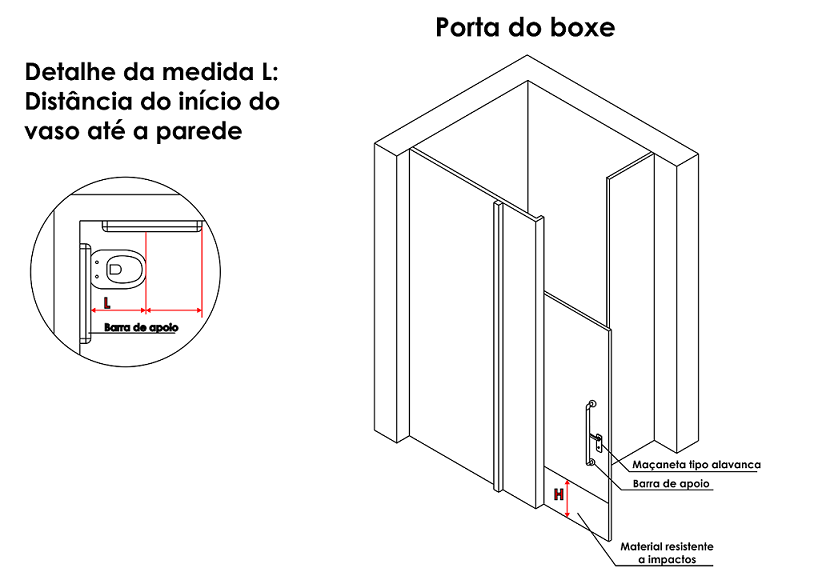 Porta do boxe
Detalhe da medida L:
Distância do início do
vaso até a parede
L
Barra de apoio
Maçaneta tipo alavanca
Barra de apoio
H
Material resistente
a impactos